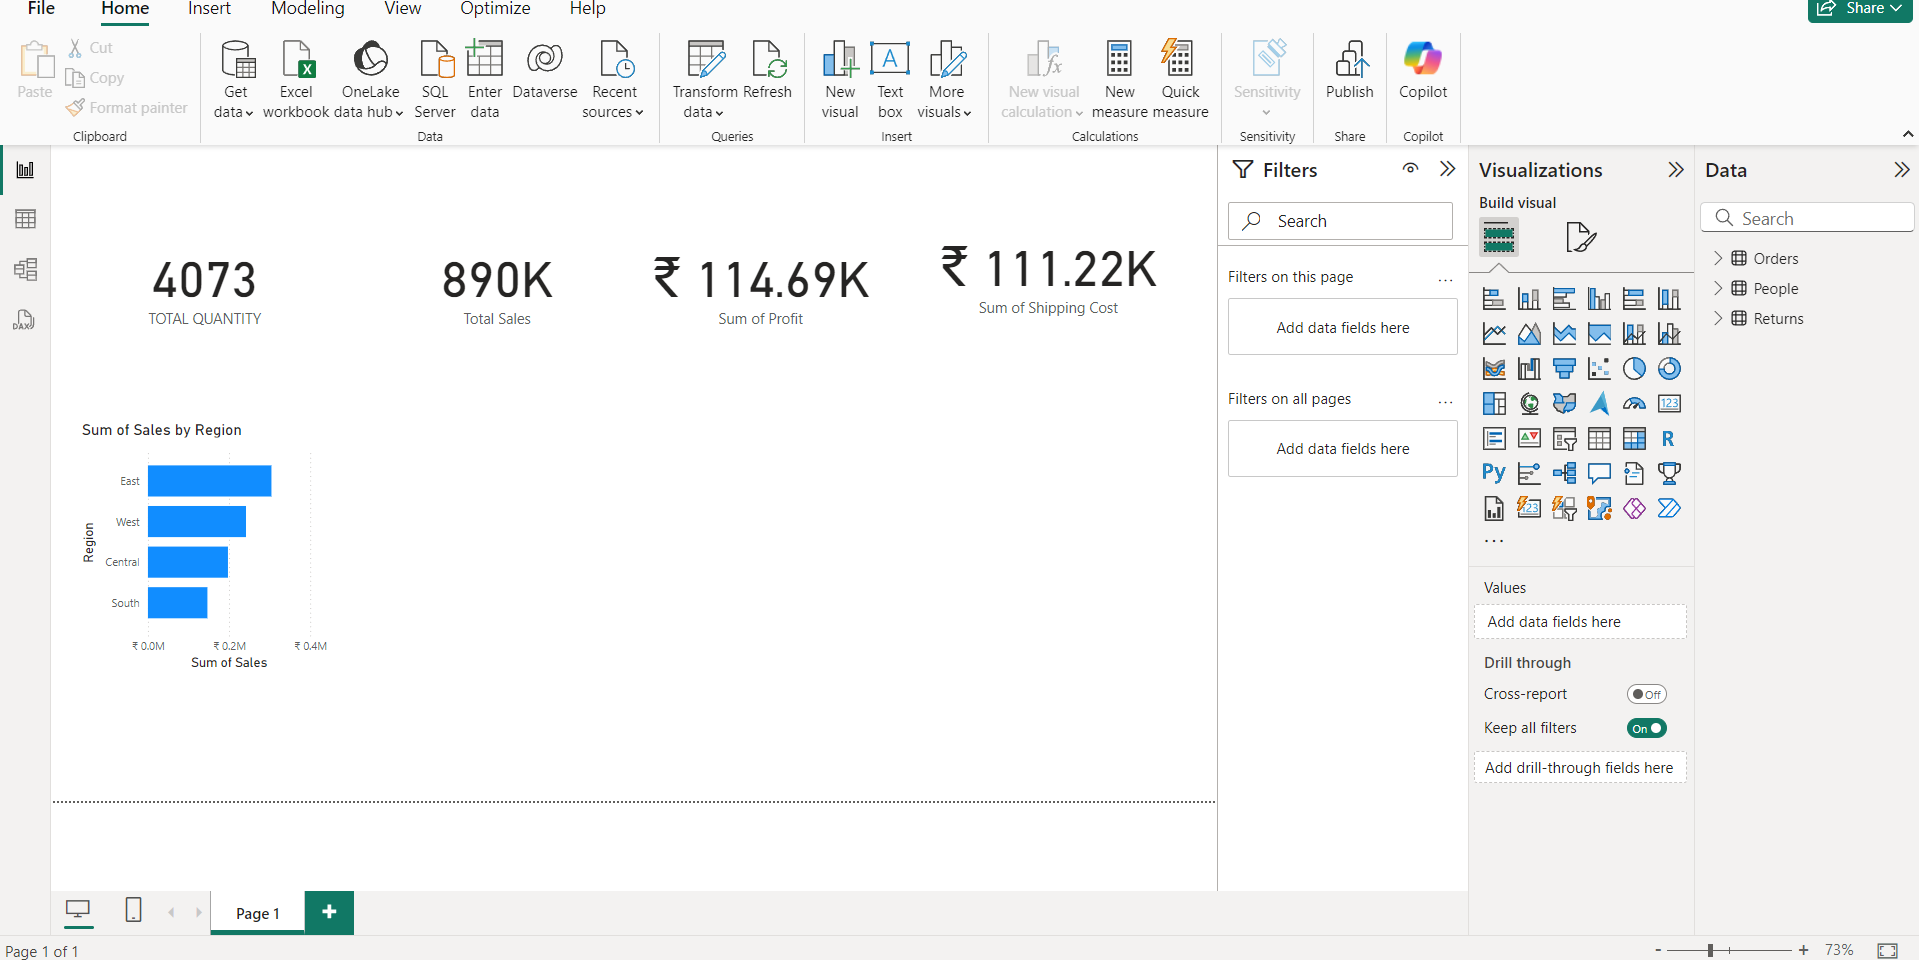 File Home Insert Modeling View Optimize Help
Share
Paste
Cut
Copy
Format painter
Clipboard
Get data
Excel workbook
OneLake data hub
SQL Server
Enter data
Dataverse
Recent sources
Data
Transform data
Refresh
Queries
New visual
A
Text box
More visuals
Insert
New visual calculation
New measure
Quick measure
Calculations
Sensitivity
Sensitivity
Publish
Share
Copilot
Copilot
4073
TOTAL QUANTITY
890K
Total Sales
₹ 114.69K
Sum of Profit
₹ 111.22K
Sum of Shipping Cost
Sum of Sales by Region
Region
East
West
Central
South
₹ 0.0M ₹ 0.2M ₹ 0.4M
Sum of Sales
Filters
Search
Filters on this page ...
Add data fields here
Filters on all pages ...
Add data fields here
Visualizations
Build visual
123
R
Py
123
...
Values
Add data fields here
Drill through
Cross-report Off
Keep all filters On
Add drill-through fields here
Data
Search
Orders
People
Returns
DAX
Page 1 +
Page 1 of 1
- + 73%